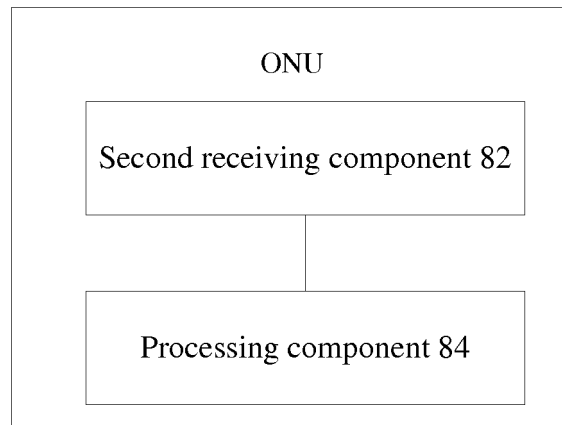 ONU
Second receiving component 82
Processing component 84